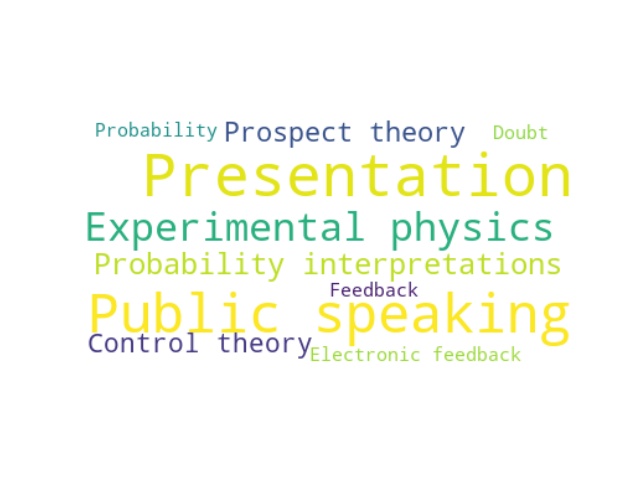 Probability Prospect theory Doubt
Presentation
Experimental physics
Probability interpretations
Feedback
Public speaking
Control theory
Electronic feedback